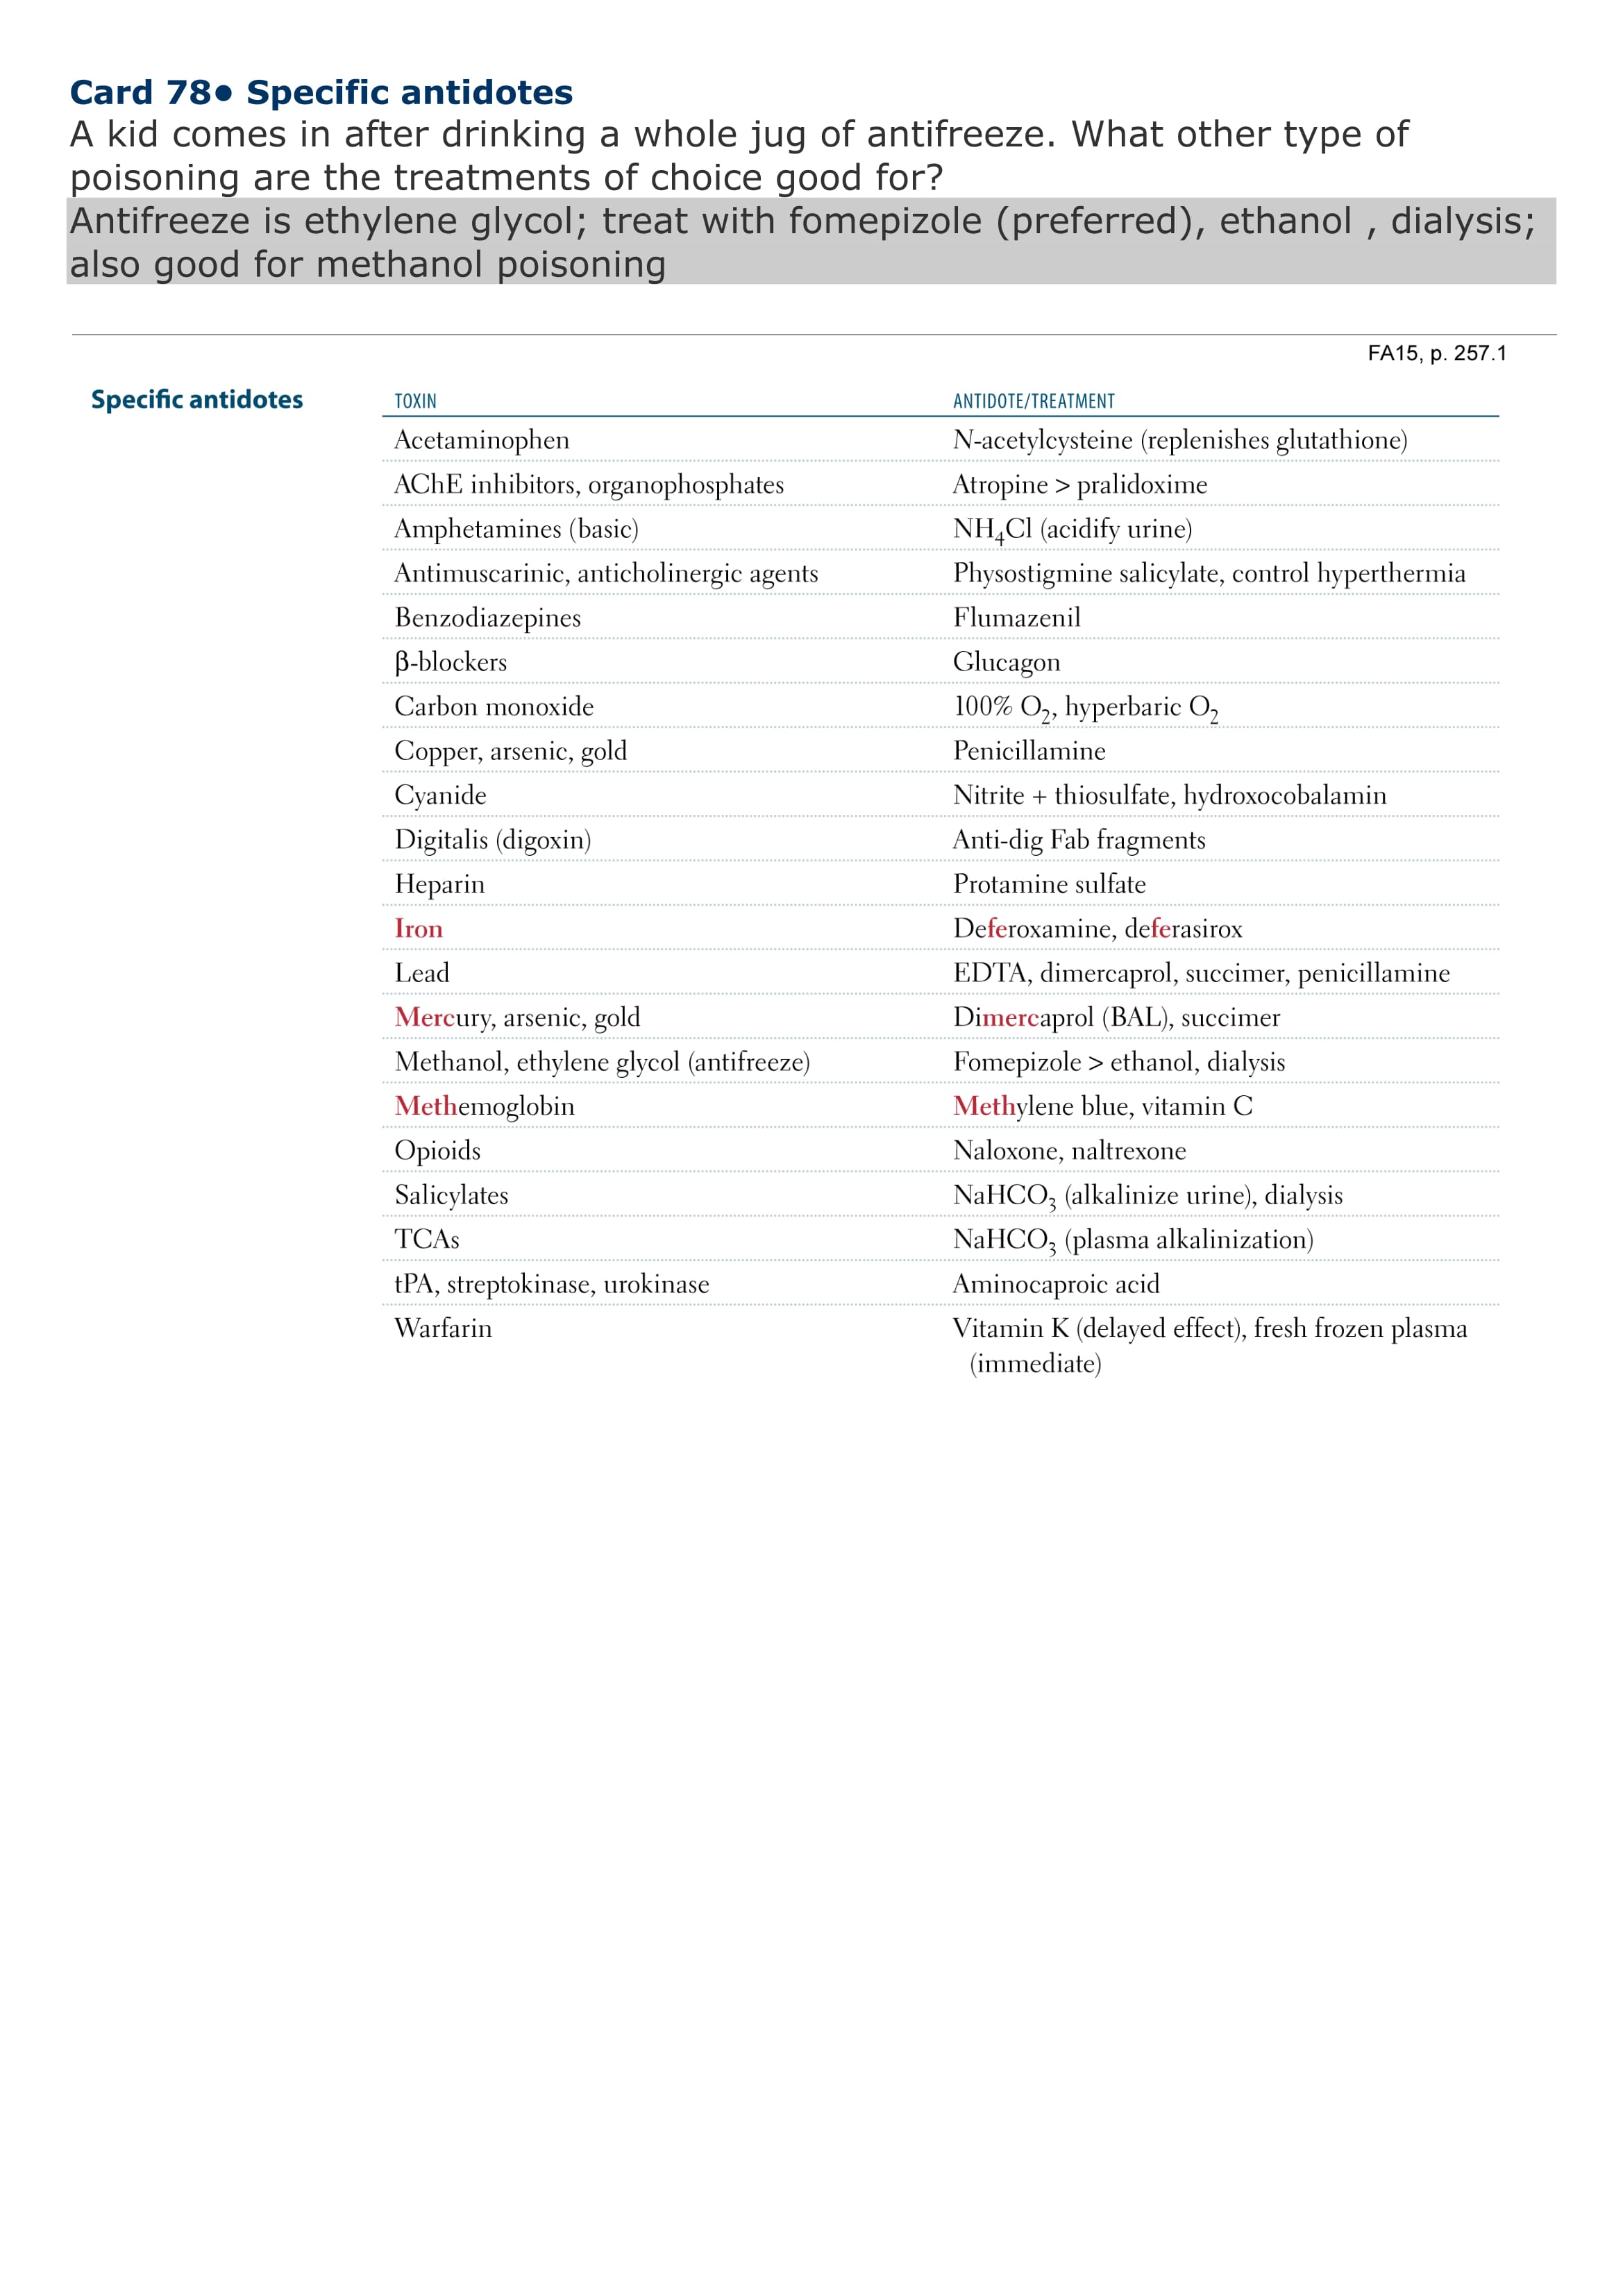 Card 78• Specific antidotes
A kid comes in after drinking a whole jug of antifreeze. What other type of
poisoning are the treatments of choice good for?
Antifreeze is ethylene glycol; treat with fomepizole (preferred), ethanol , dialysis;
also good for methanol poisoning
FA15, p. 257.1
Specific antidotes TOXIN ANTIDOTE/TREATMENT
Acetaminophen N-acetylcysteine (replenishes glutathione)
AChE inhibitors, organophosphates Atropine > pralidoxime
Amphetamines (basic) NH₄Cl (acidify urine)
Antimuscarinic, anticholinergic agents Physostigmine salicylate, control hyperthermia
Benzodiazepines Flumazenil
β-blockers Glucagon
Carbon monoxide 100% O₂, hyperbaric O₂
Copper, arsenic, gold Penicillamine
Cyanide Nitrite + thiosulfate, hydroxocobalamin
Digitalis (digoxin) Anti-dig Fab fragments
Heparin Protamine sulfate
Iron Deferoxamine, deferasirox
Lead EDTA, dimercaprol, succimer, penicillamine
Mercury, arsenic, gold Dimercaprol (BAL), succimer
Methanol, ethylene glycol (antifreeze) Fomepizole > ethanol, dialysis
Methemoglobin Methylene blue, vitamin C
Opioids Naloxone, naltrexone
Salicylates NaHCO₃ (alkalinize urine), dialysis
TCAs NaHCO₃ (plasma alkalinization)
tPA, streptokinase, urokinase Aminocaproic acid
Warfarin Vitamin K (delayed effect), fresh frozen plasma
(immediate)